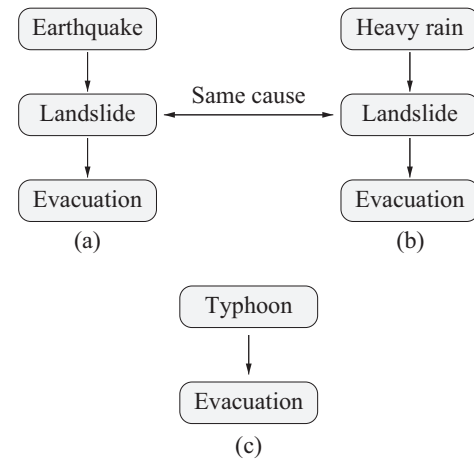 Earthquake
Heavy rain
Same cause
Landslide
Landslide
Evacuation
Evacuation
(a)
(b)
Typhoon
Evacuation
(c)